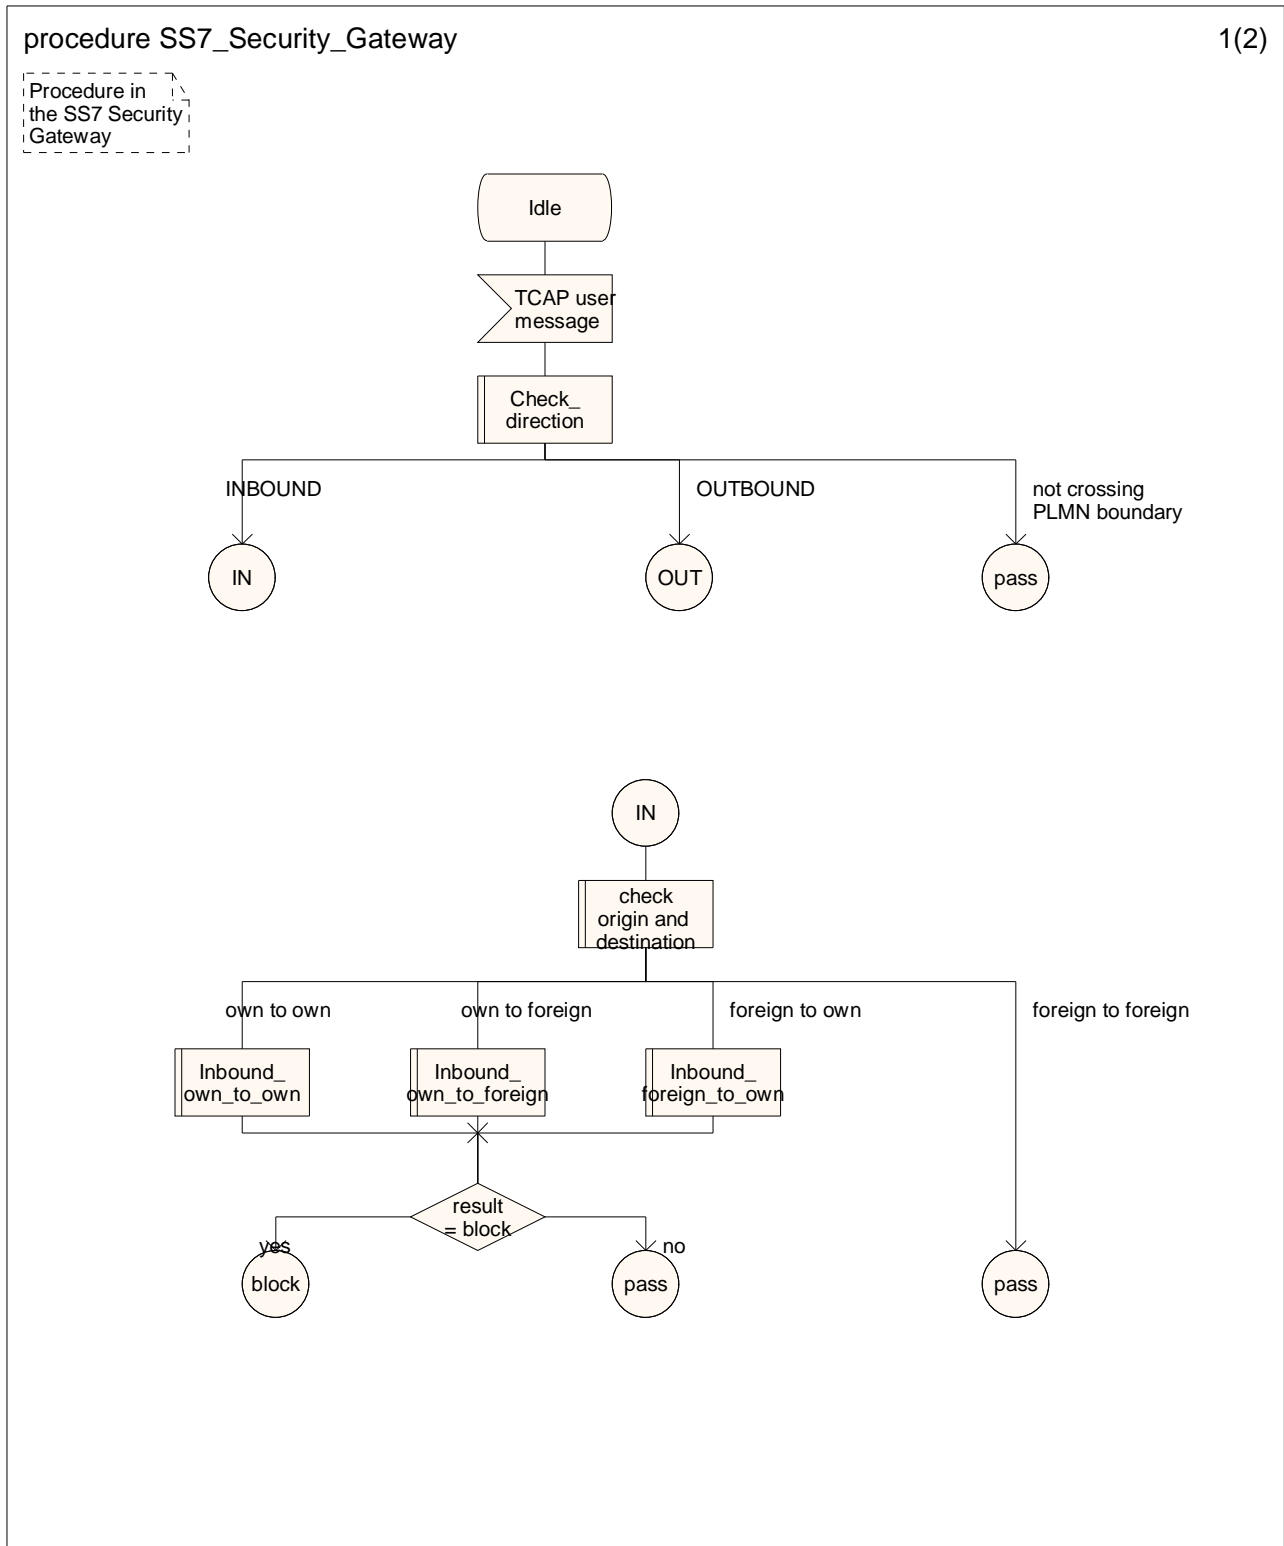 procedure SS7_Security_Gateway
1(2)
Procedure in
the SS7 Security
Gateway
Idle
TCAP user
message
Check_
direction
INBOUND
OUTBOUND
not crossing
PLMN boundary
IN
OUT
pass
IN
check
origin and
destination
own to own
own to foreign
foreign to own
foreign to foreign
Inbound_
own_to_own
Inbound_
own_to_foreign
Inbound_
foreign_to_own
result
= block
yes
no
block
pass
pass